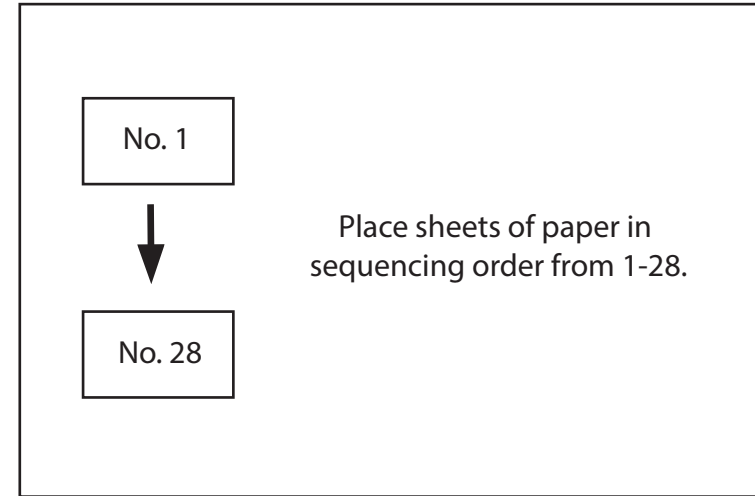 No. 1
Place sheets of paper in
sequencing order from 1-28.
No. 28